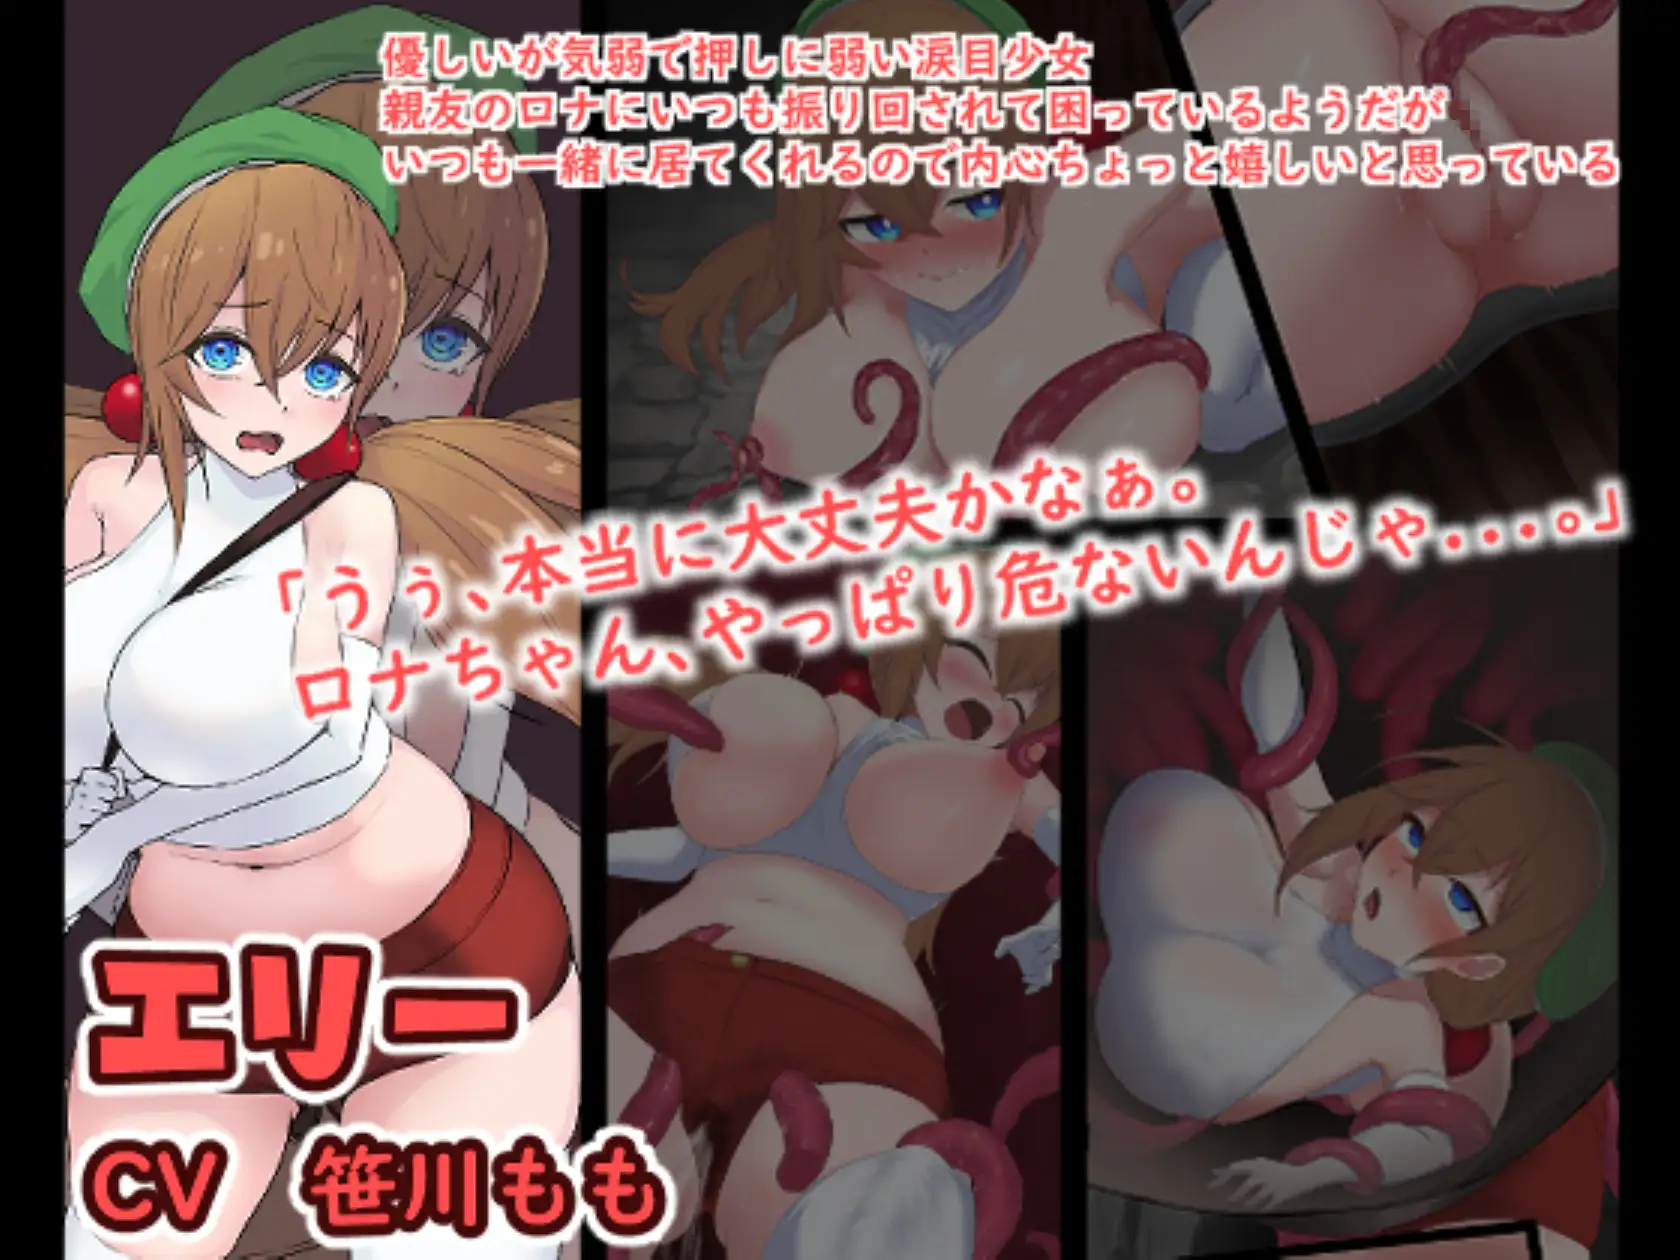 優しいが気弱で押しに弱い涙目少女
親友のロナにいつも振り回されて困っているようだが
いつも一緒に居てくれるので内心ちょっと嬉しいと思っている
「うぅ、本当に大丈夫かなぁ。
ロナちゃん、やっぱり危ないんじゃ....。」
エリー
CV 笹川もも